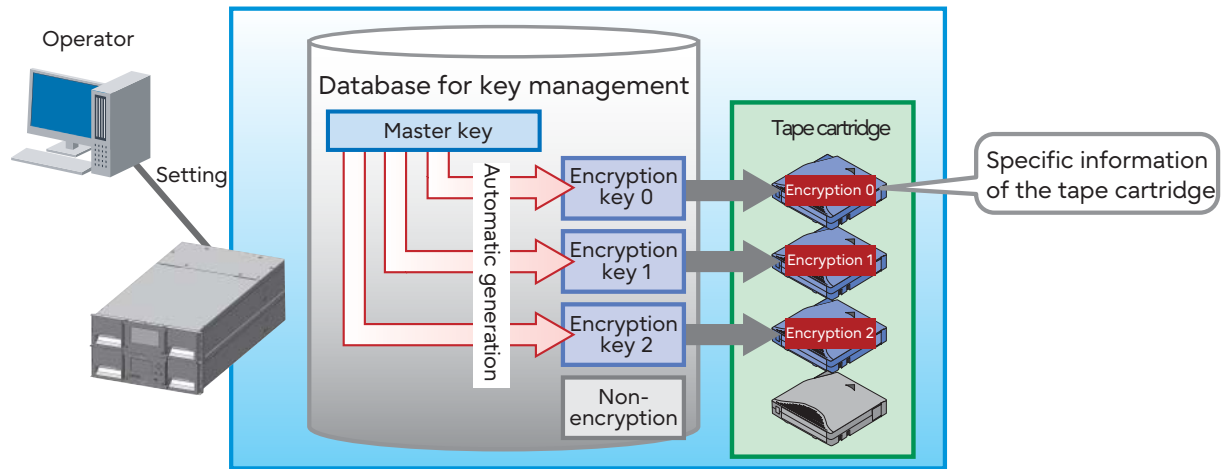 Operator
Setting
Database for key management
Master key
Automatic generation
Encryption
key 0
Encryption
key 1
Encryption
key 2
Non-
encryption
Tape cartridge
Encryption 0
Encryption 1
Encryption 2
Specific information
of the tape cartridge